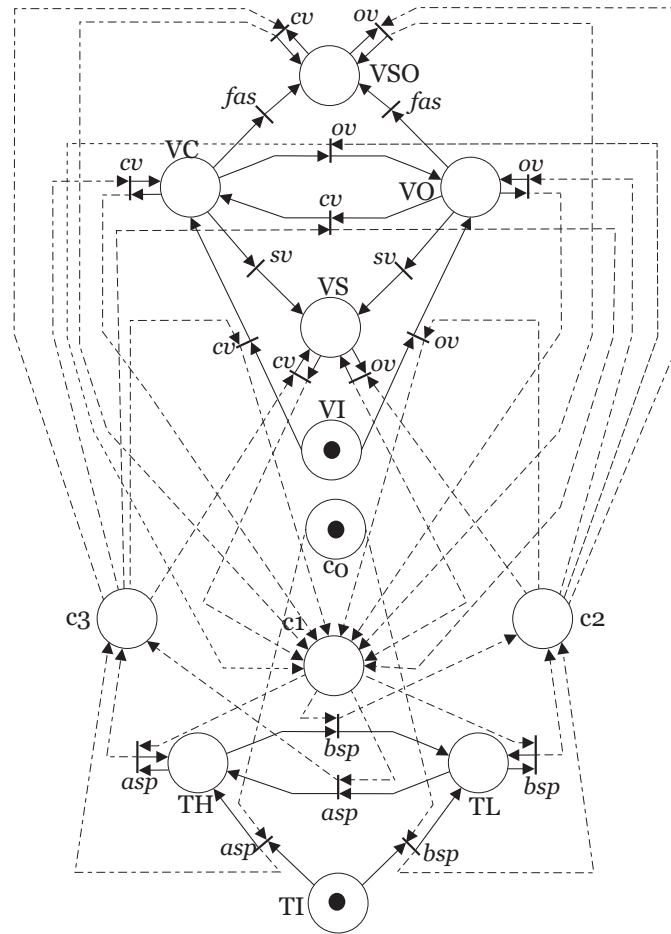 cv ov
VSO
fas fas
VC ov
cv ov
VO
cv
sv sv
VS
cv cv ov ov
VI
co
c3 c1 c2
bsp
asp bsp
TH asp TL
asp bsp
TI